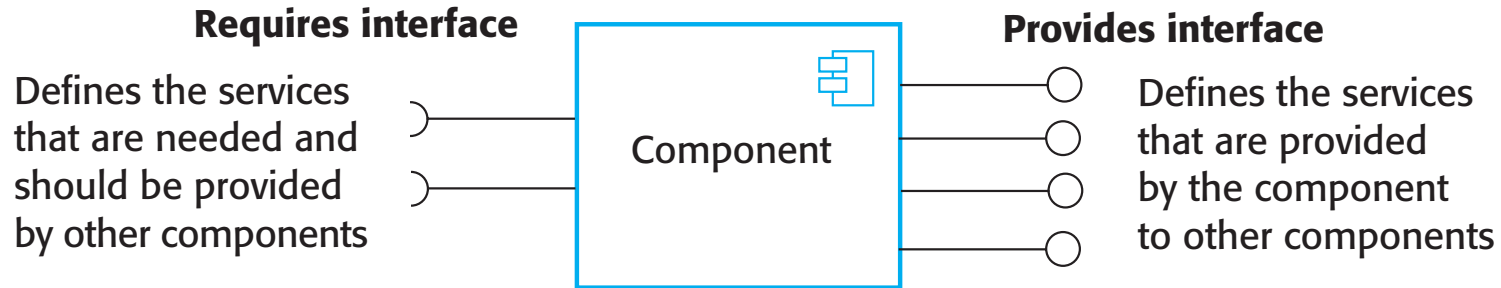 Requires interface
Defines the services
that are needed and
should be provided
by other components
Component
Provides interface
Defines the services
that are provided
by the component
to other components